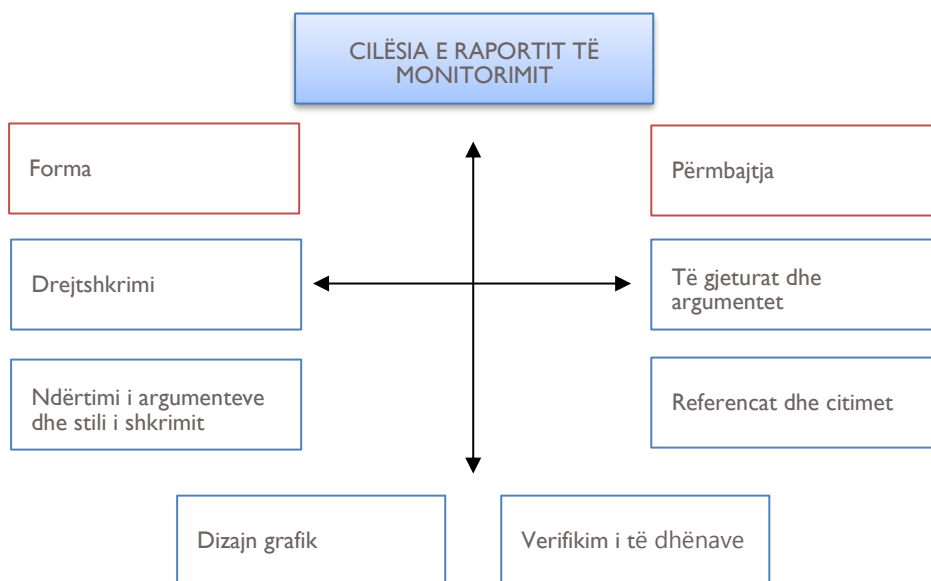 CILËSIA E RAPORTIT TË
MONITORIMIT
Forma
Përmbajtja
Drejtshkrimi
Të gjeturat dhe
argumentet
Ndërtimi i argumenteve
dhe stili i shkrimit
Referencat dhe citimet
Dizajn grafik
Verifikim i të dhënave